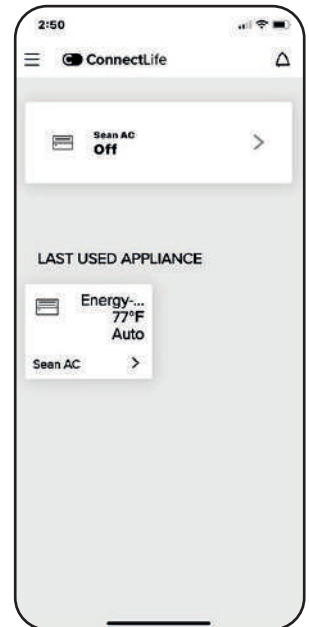 2:50
ConnectLife
Sean AC
Off
LAST USED APPLIANCE
Energy-...
77°F
Auto
Sean AC